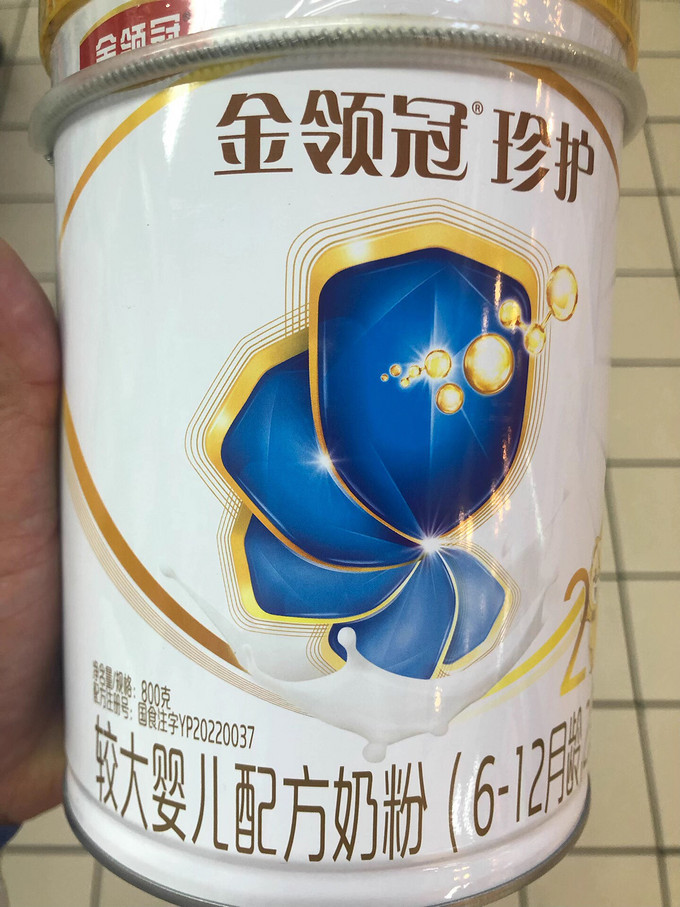 金领冠
金领冠® 珍护
2
净含量/规格：800克
配方注册号：国食注字YP20220037
较大婴儿配方奶粉（6-12月龄